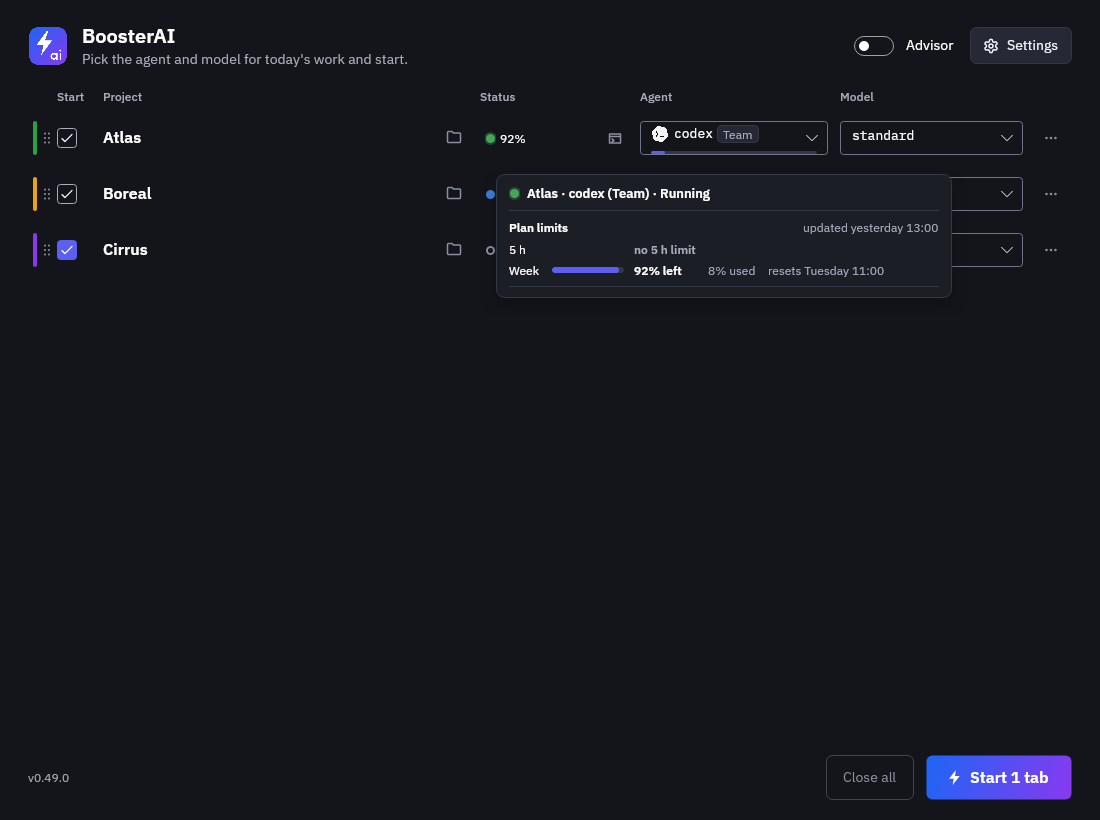 ai
BoosterAI
Pick the agent and model for today's work and start.
Advisor
Settings
Start Project Status Agent Model
Atlas 92% codex Team standard
Boreal
Cirrus
Atlas · codex (Team) · Running
Plan limits updated yesterday 13:00
5 h no 5 h limit
Week 92% left 8% used resets Tuesday 11:00
v0.49.0
Close all
Start 1 tab